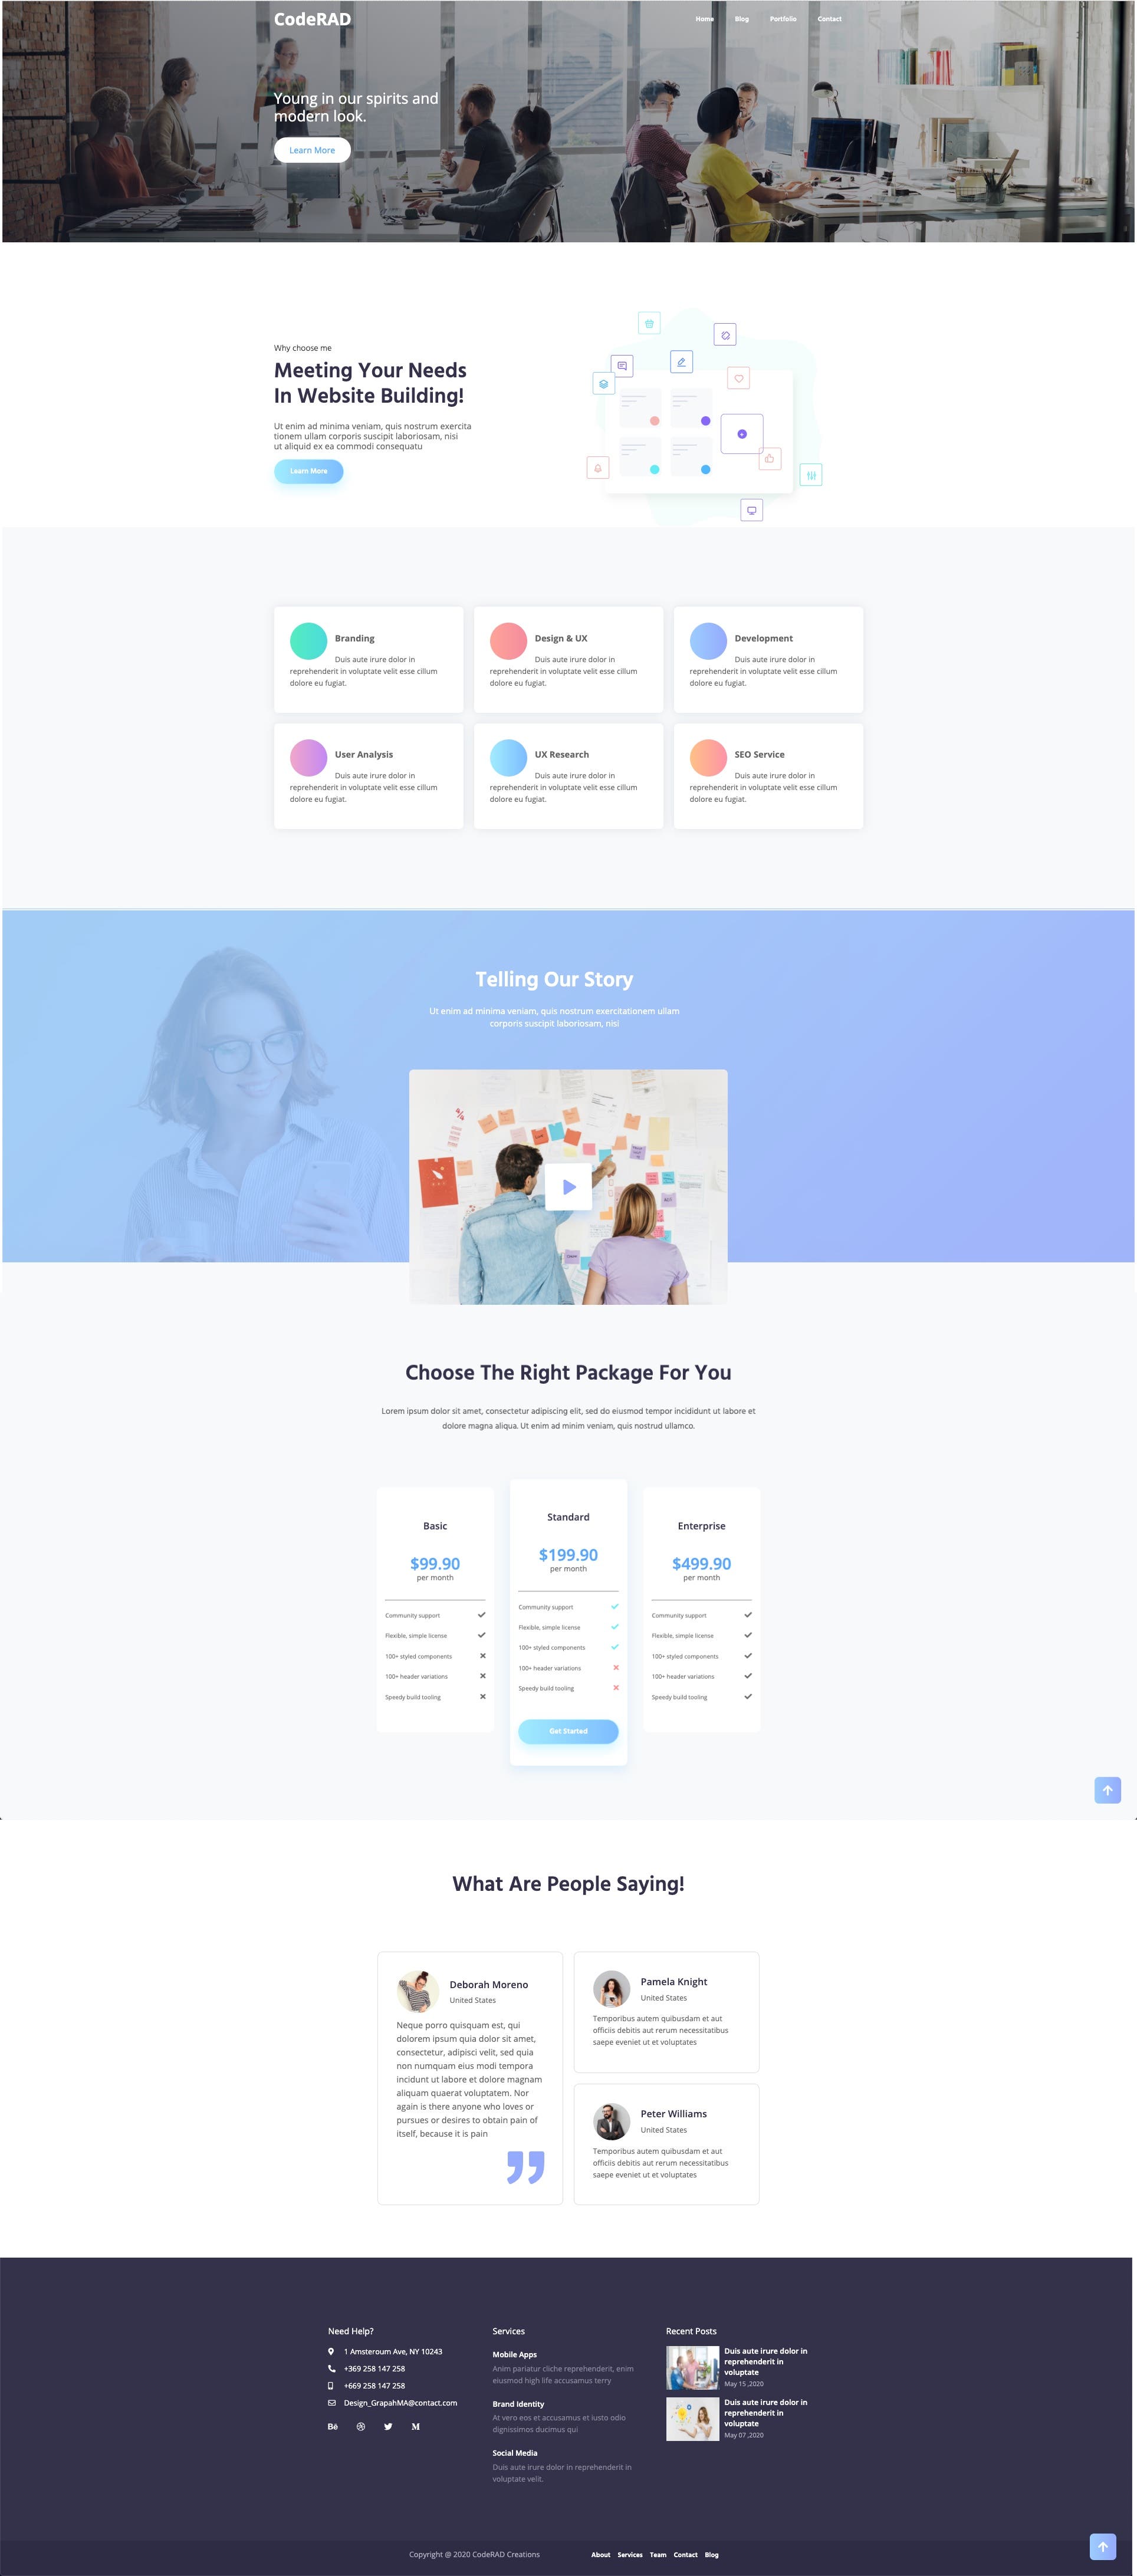 CodeRAD
Home Blog Portfolio Contact
Young in our spirits and
modern look.
Learn More
Why choose me
Meeting Your Needs
In Website Building!
Ut enim ad minima veniam, quis nostrum exercita
tionem ullam corporis suscipit laboriosam, nisi
ut aliquid ex ea commodi consequatu
Learn More
Branding
Duis aute irure dolor in
reprehenderit in voluptate velit esse cillum
dolore eu fugiat.
Design & UX
Duis aute irure dolor in
reprehenderit in voluptate velit esse cillum
dolore eu fugiat.
Development
Duis aute irure dolor in
reprehenderit in voluptate velit esse cillum
dolore eu fugiat.
User Analysis
Duis aute irure dolor in
reprehenderit in voluptate velit esse cillum
dolore eu fugiat.
UX Research
Duis aute irure dolor in
reprehenderit in voluptate velit esse cillum
dolore eu fugiat.
SEO Service
Duis aute irure dolor in
reprehenderit in voluptate velit esse cillum
dolore eu fugiat.
Telling Our Story
Ut enim ad minima veniam, quis nostrum exercitationem ullam
corporis suscipit laboriosam, nisi
Choose The Right Package For You
Lorem ipsum dolor sit amet, consectetur adipiscing elit, sed do eiusmod tempor incididunt ut labore et
dolore magna aliqua. Ut enim ad minim veniam, quis nostrud ullamco.
Basic
$99.90
per month
Community support
Flexible, simple license
100+ styled components
100+ header variations
Speedy build tooling
Standard
$199.90
per month
Community support
Flexible, simple license
100+ styled components
100+ header variations
Speedy build tooling
Get Started
Enterprise
$499.90
per month
Community support
Flexible, simple license
100+ styled components
100+ header variations
Speedy build tooling
What Are People Saying!
Deborah Moreno
United States
Neque porro quisquam est, qui
dolorem ipsum quia dolor sit amet,
consectetur, adipisci velit, sed quia
non numquam eius modi tempora
incidunt ut labore et dolore magnam
aliquam quaerat voluptatem. Nor
again is there anyone who loves or
pursues or desires to obtain pain of
itself, because it is pain
Pamela Knight
United States
Temporibus autem quibusdam et aut
officiis debitis aut rerum necessitatibus
saepe eveniet ut et voluptates
Peter Williams
United States
Temporibus autem quibusdam et aut
officiis debitis aut rerum necessitatibus
saepe eveniet ut et voluptates
Need Help?
1 Amsteroum Ave, NY 10243
+369 258 147 258
+669 258 147 258
Design_GrapahMA@contact.com
Services
Mobile Apps
Anim pariatur cliche reprehenderit, enim
eiusmod high life accusamus terry
Brand Identity
At vero eos et accusamus et iusto odio
dignissimos ducimus qui
Social Media
Duis aute irure dolor in reprehenderit in
voluptate velit.
Recent Posts
Duis aute irure dolor in
reprehenderit in
voluptate
May 15 ,2020
Duis aute irure dolor in
reprehenderit in
voluptate
May 07 ,2020
Copyright @ 2020 CodeRAD Creations
About Services Team Contact Blog